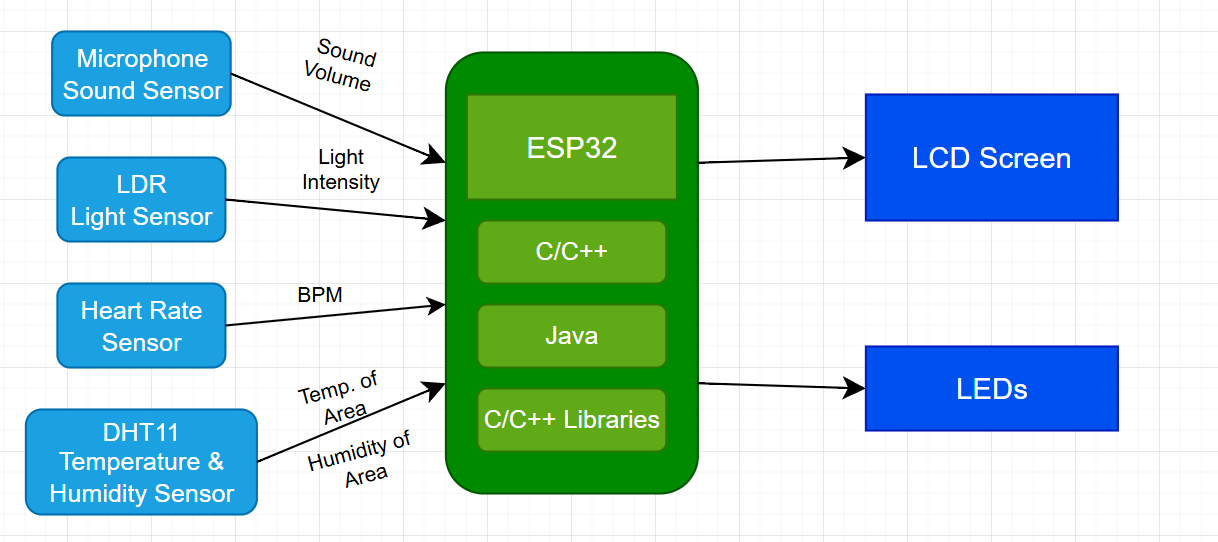 Microphone
Sound Sensor
Sound
Volume
LDR
Light Sensor
Light
Intensity
Heart Rate
Sensor
BPM
DHT11
Temperature &
Humidity Sensor
Temp. of
Area
Humidity of
Area
ESP32
C/C++
Java
C/C++ Libraries
LCD Screen
LEDs